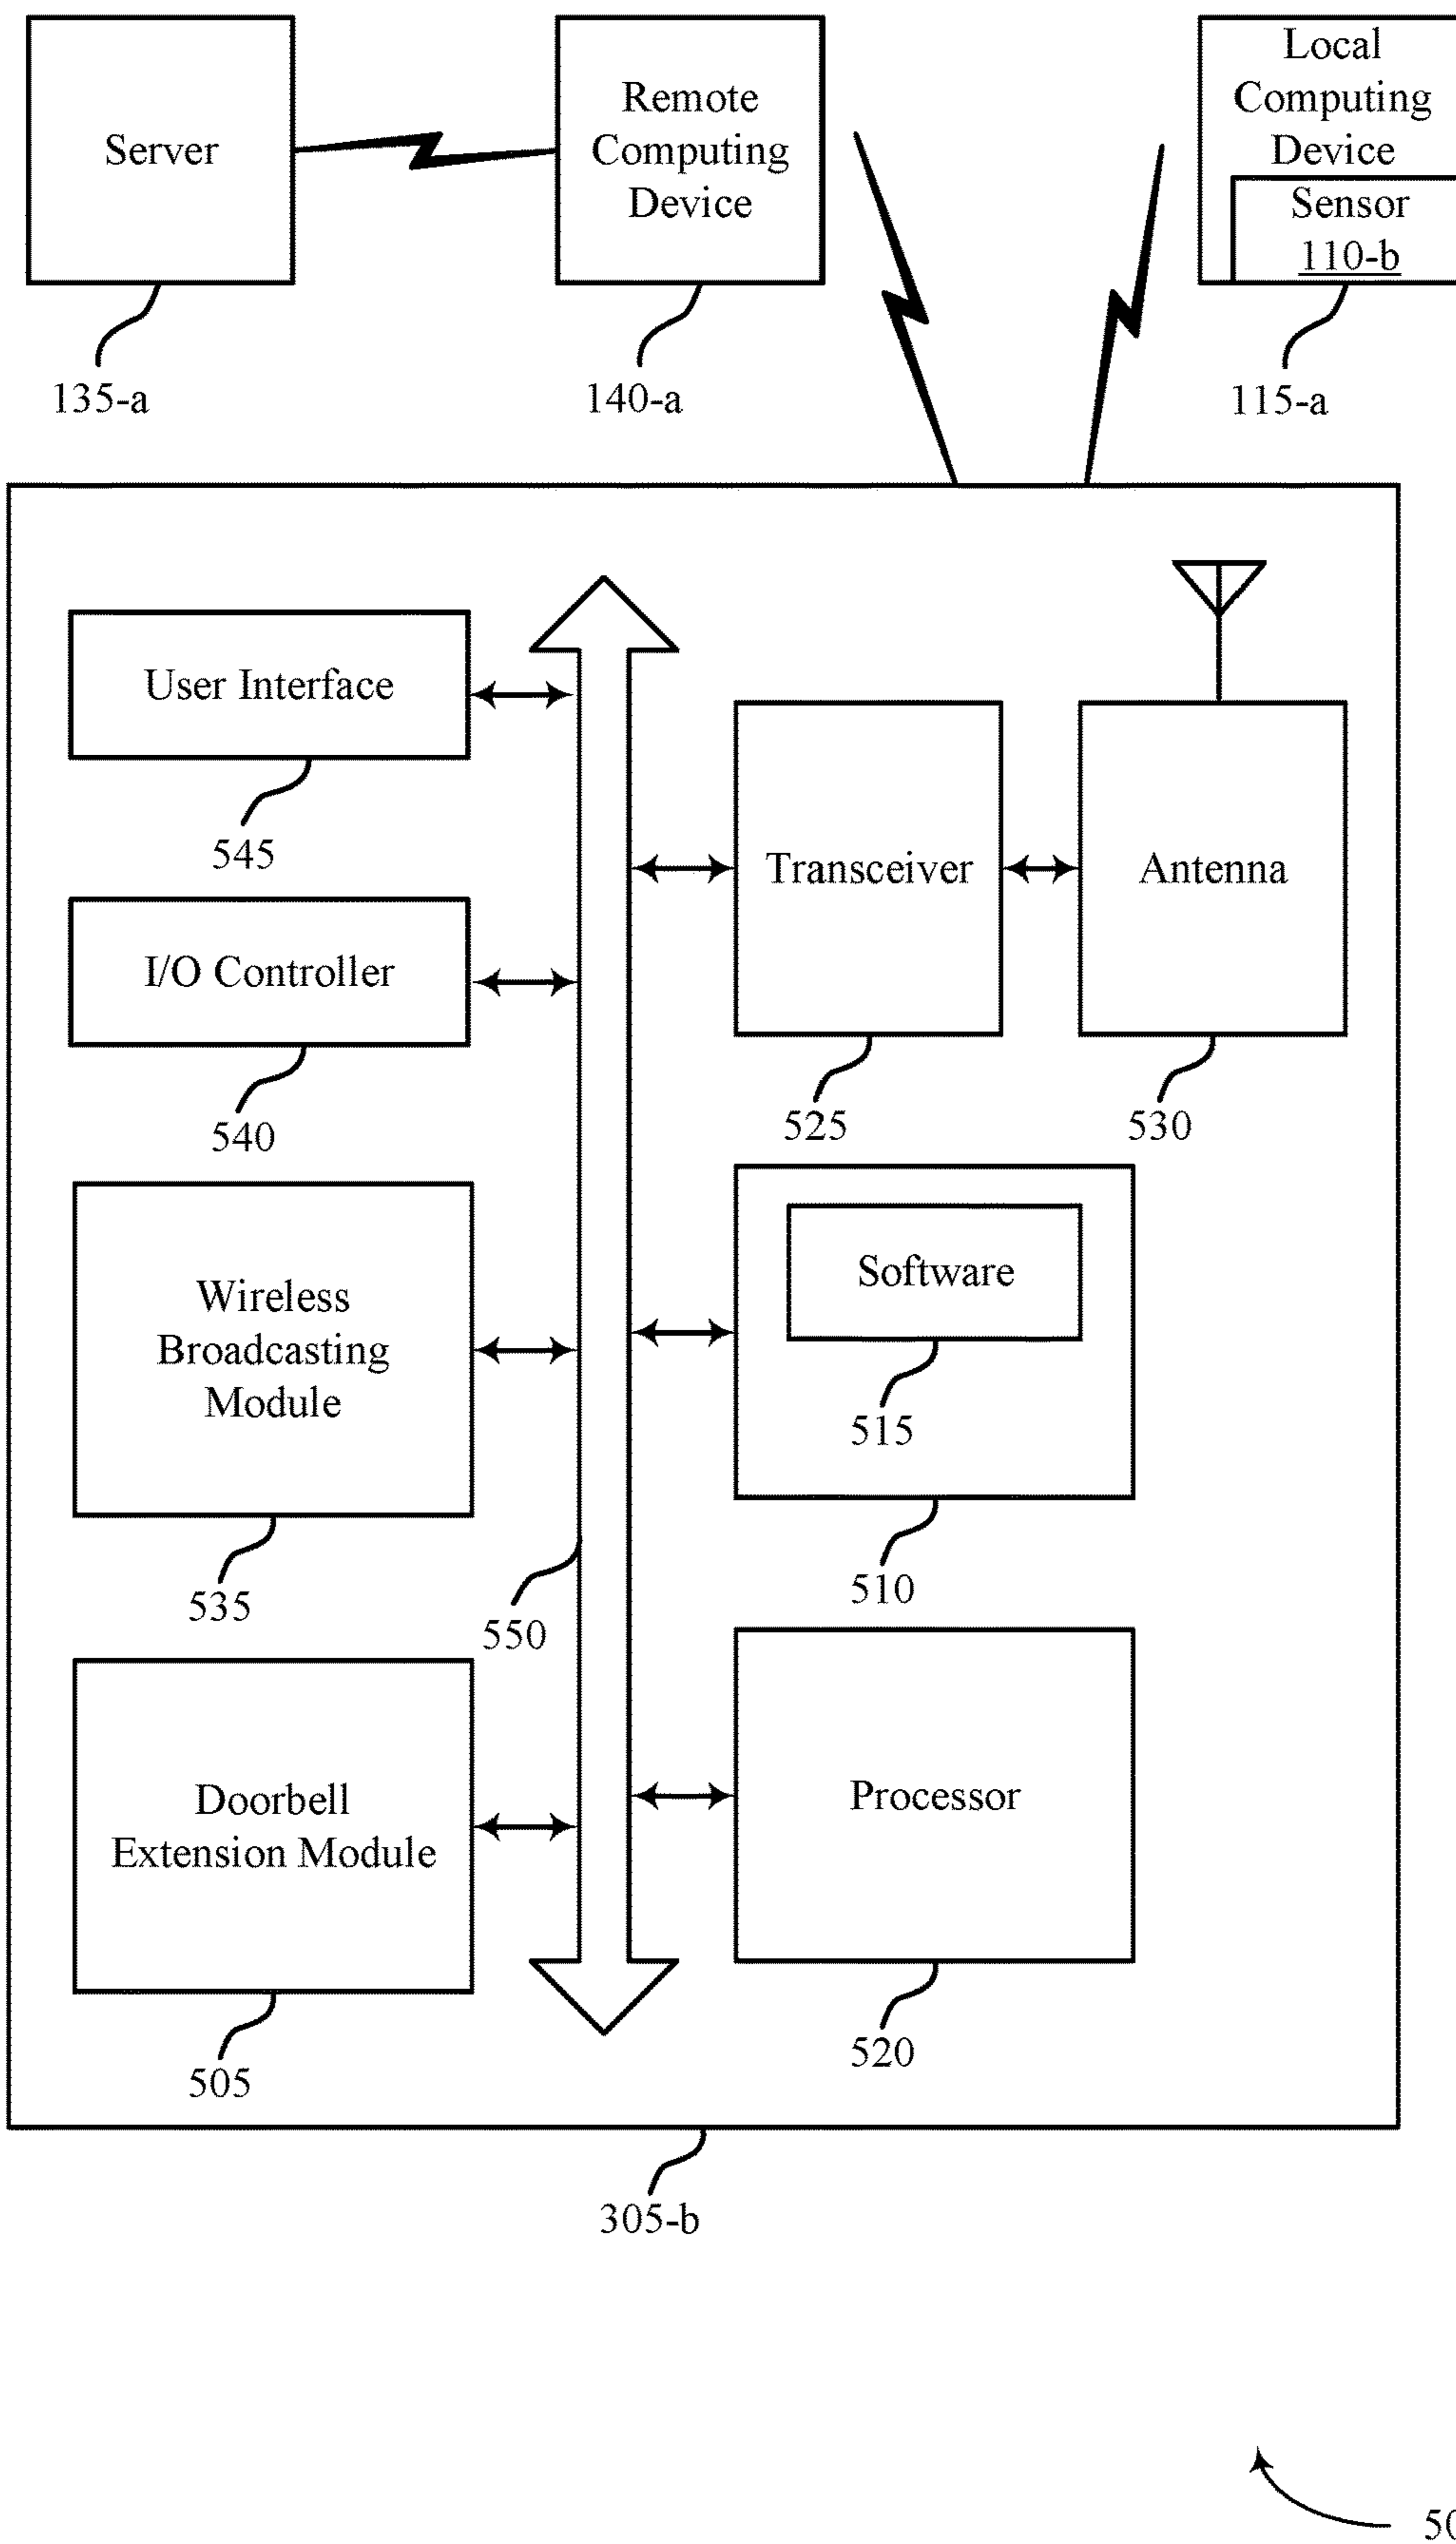 Server
135-a
Remote
Computing
Device
140-a
Local
Computing
Device
Sensor
110-b
115-a
User Interface
545
I/O Controller
540
Wireless
Broadcasting
Module
535
550
Doorbell
Extension Module
505
Transceiver
525
Antenna
530
Software
515
510
Processor
520
305-b